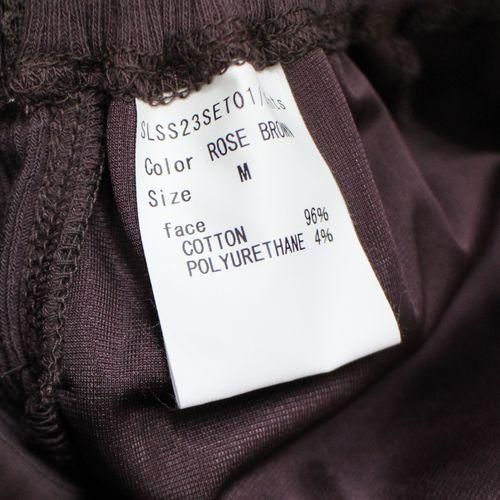 SLSS23SET01/
Color ROSE BROWN
Size M
face
COTTON 96%
POLYURETHANE 4%